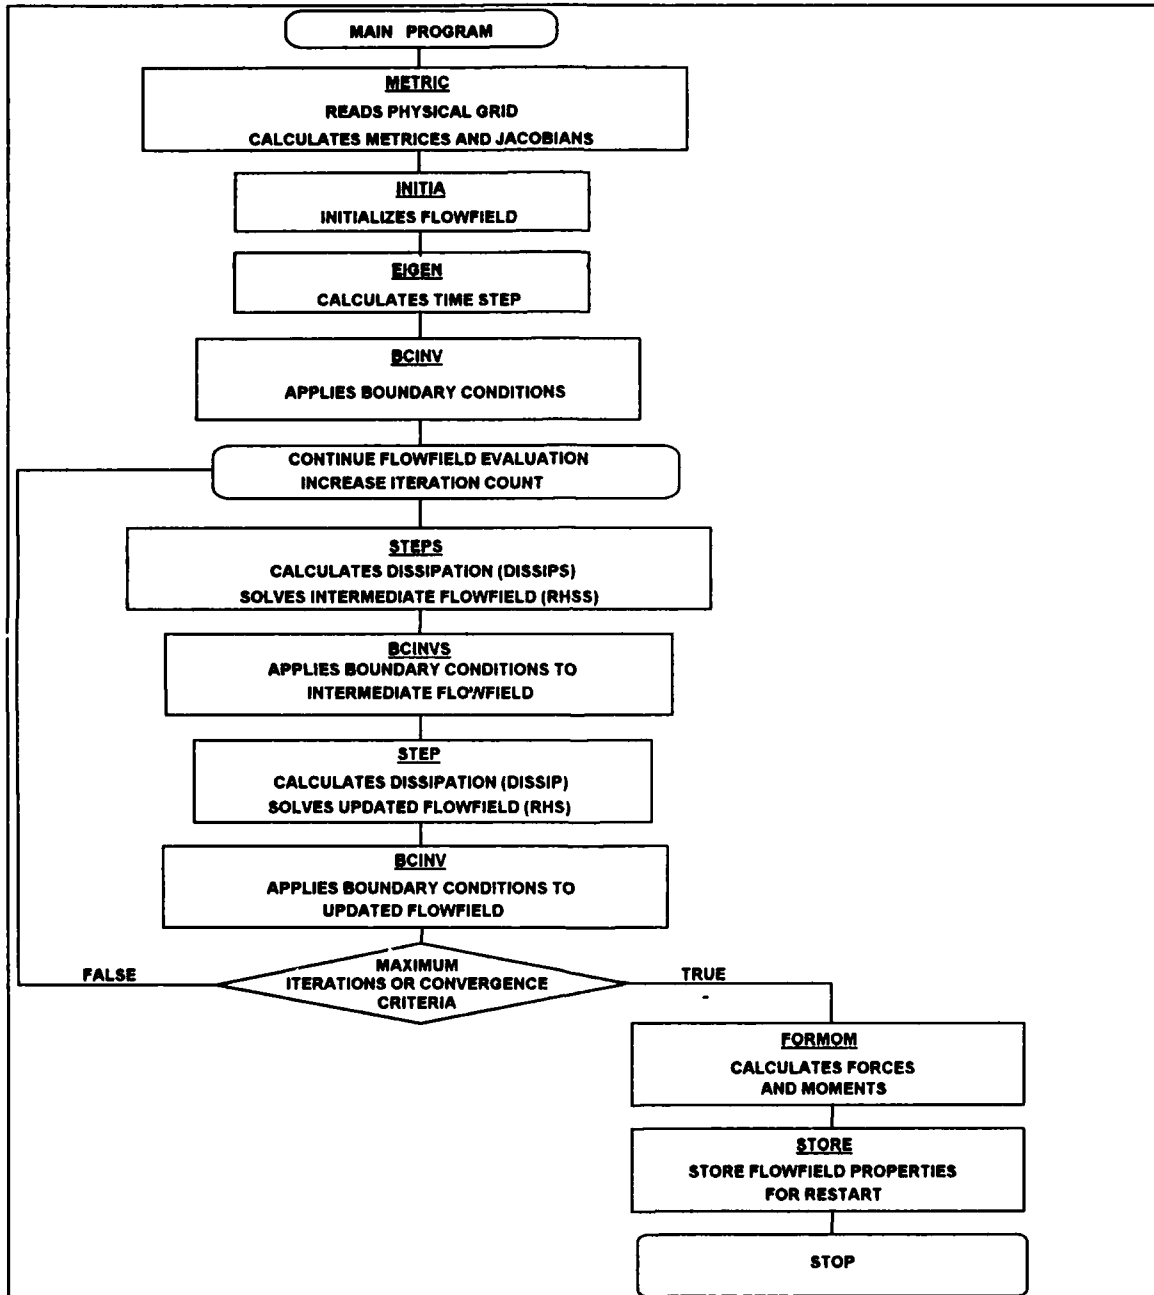 MAIN PROGRAM
METRIC
READS PHYSICAL GRID
CALCULATES METRICES AND JACOBIANS
INITIA
INITIALIZES FLOWFIELD
EIGEN
CALCULATES TIME STEP
BCINV
APPLIES BOUNDARY CONDITIONS
CONTINUE FLOWFIELD EVALUATION
INCREASE ITERATION COUNT
STEPS
CALCULATES DISSIPATION (DISSIPS)
SOLVES INTERMEDIATE FLOWFIELD (RHSS)
BCINVS
APPLIES BOUNDARY CONDITIONS TO
INTERMEDIATE FLOWFIELD
STEP
CALCULATES DISSIPATION (DISSIP)
SOLVES UPDATED FLOWFIELD (RHS)
BCINV
APPLIES BOUNDARY CONDITIONS TO
UPDATED FLOWFIELD
MAXIMUM
ITERATIONS OR CONVERGENCE
CRITERIA
FALSE
TRUE
FORMOM
CALCULATES FORCES
AND MOMENTS
STORE
STORE FLOWFIELD PROPERTIES
FOR RESTART
STOP